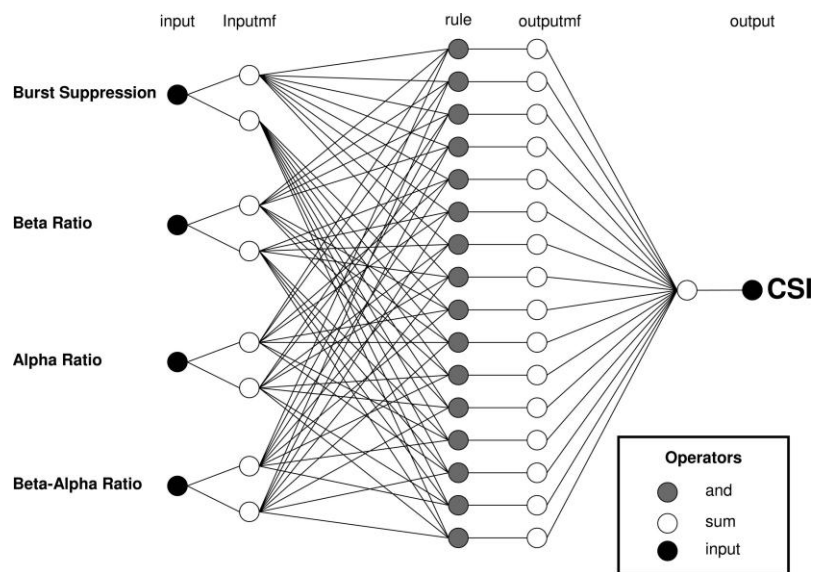 input Inputmf rule outputmf output
Burst Suppression
Beta Ratio
CSI
Alpha Ratio
Beta-Alpha Ratio
Operators
and
sum
input